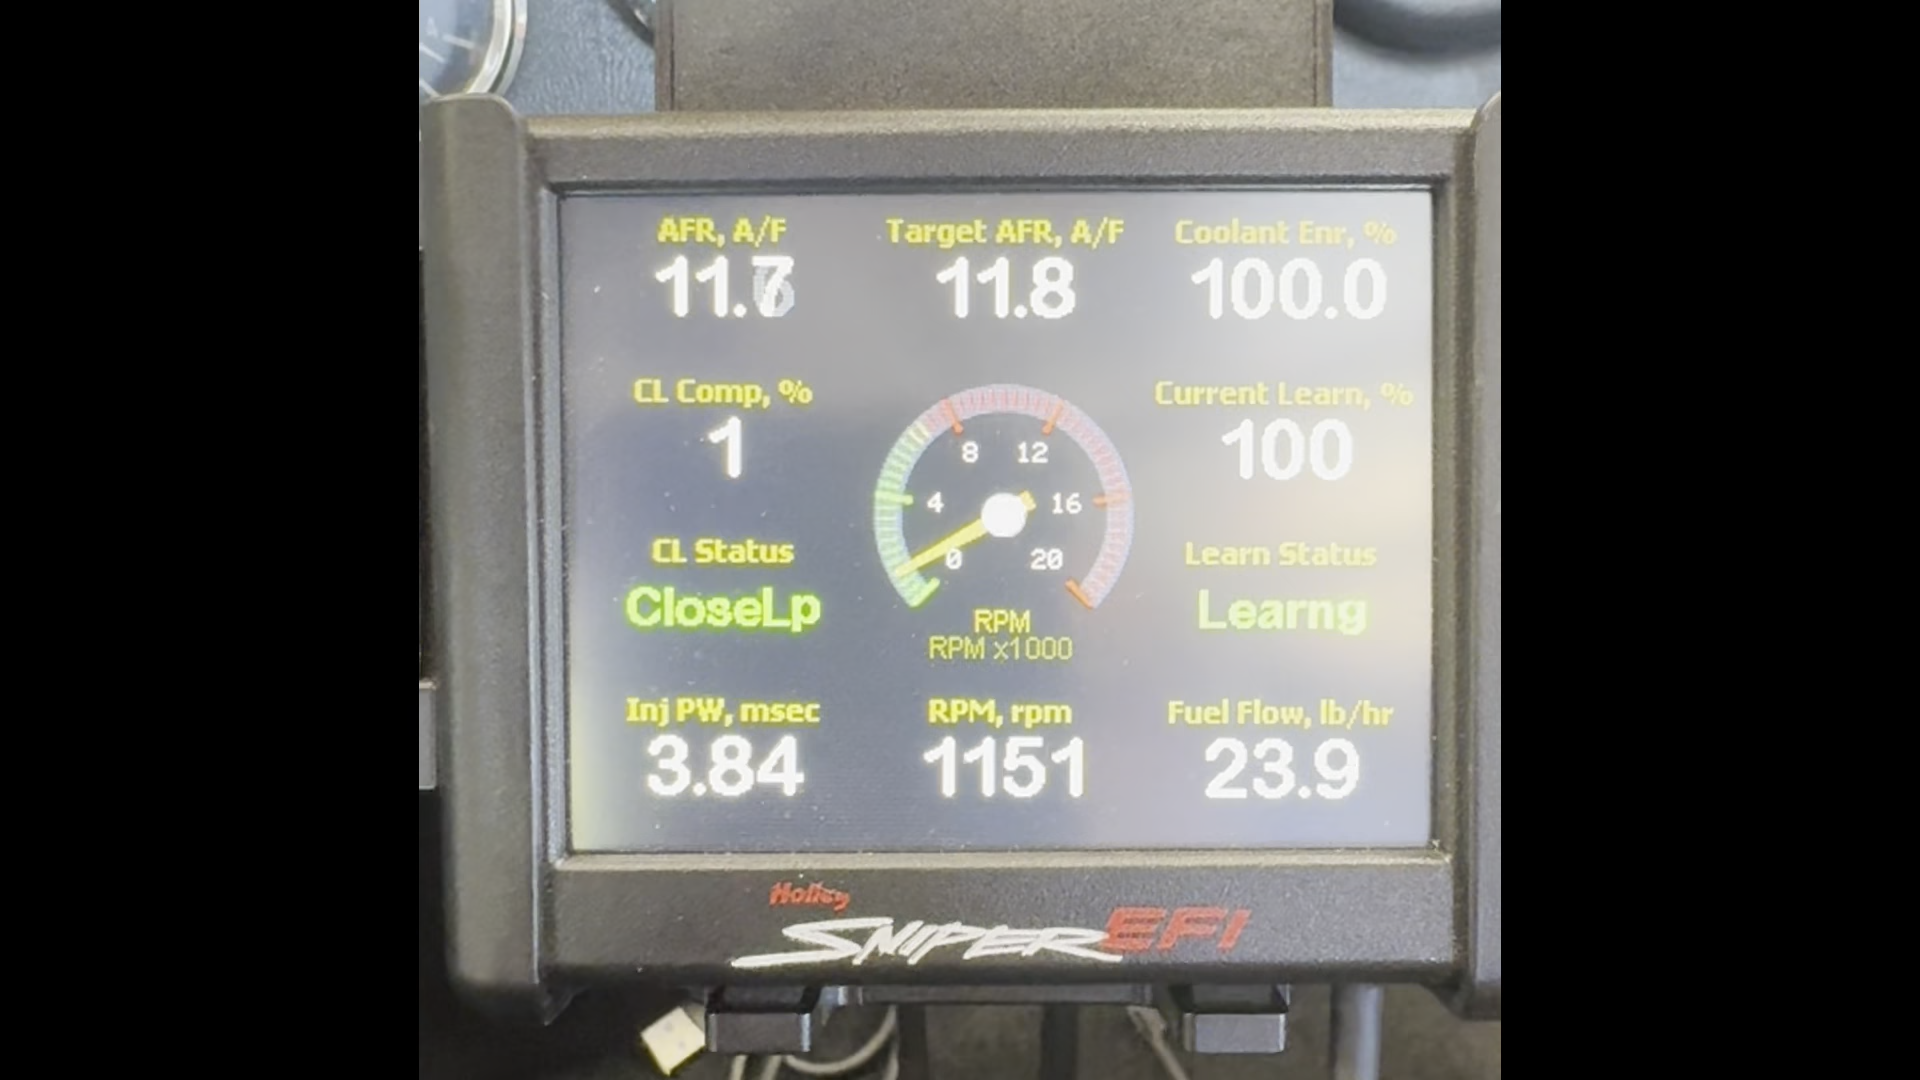 AFR, A/F Target AFR, A/F Coolant Enr, %
11.7 11.8 100.0
CL Comp, % Current Learn, %
1 100
8 12
4 16
0 20
CL Status Learn Status
CloseLp Learng
RPM
RPM x1000
Inj PW, msec RPM, rpm Fuel Flow, lb/hr
3.84 1151 23.9
Holley
SNIPER EFI